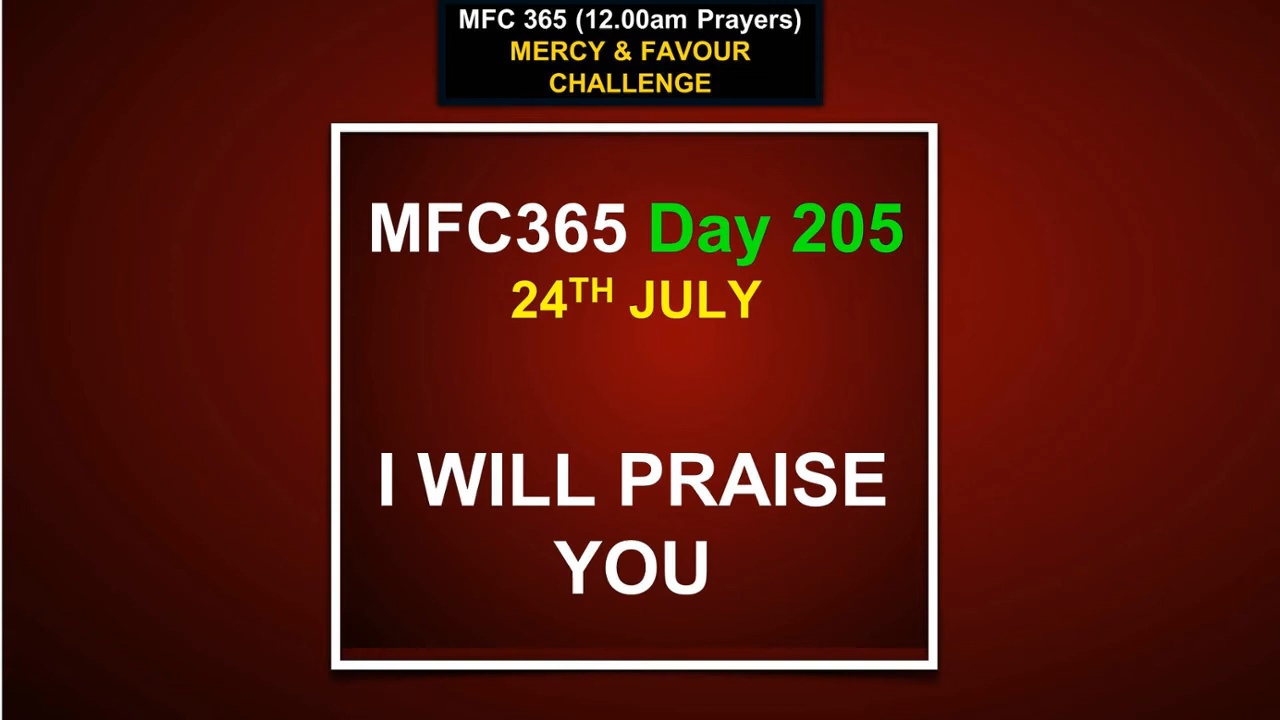 MFC 365 (12.00am Prayers)
MERCY & FAVOUR
CHALLENGE
MFC365 Day 205
24TH JULY
I WILL PRAISE
YOU